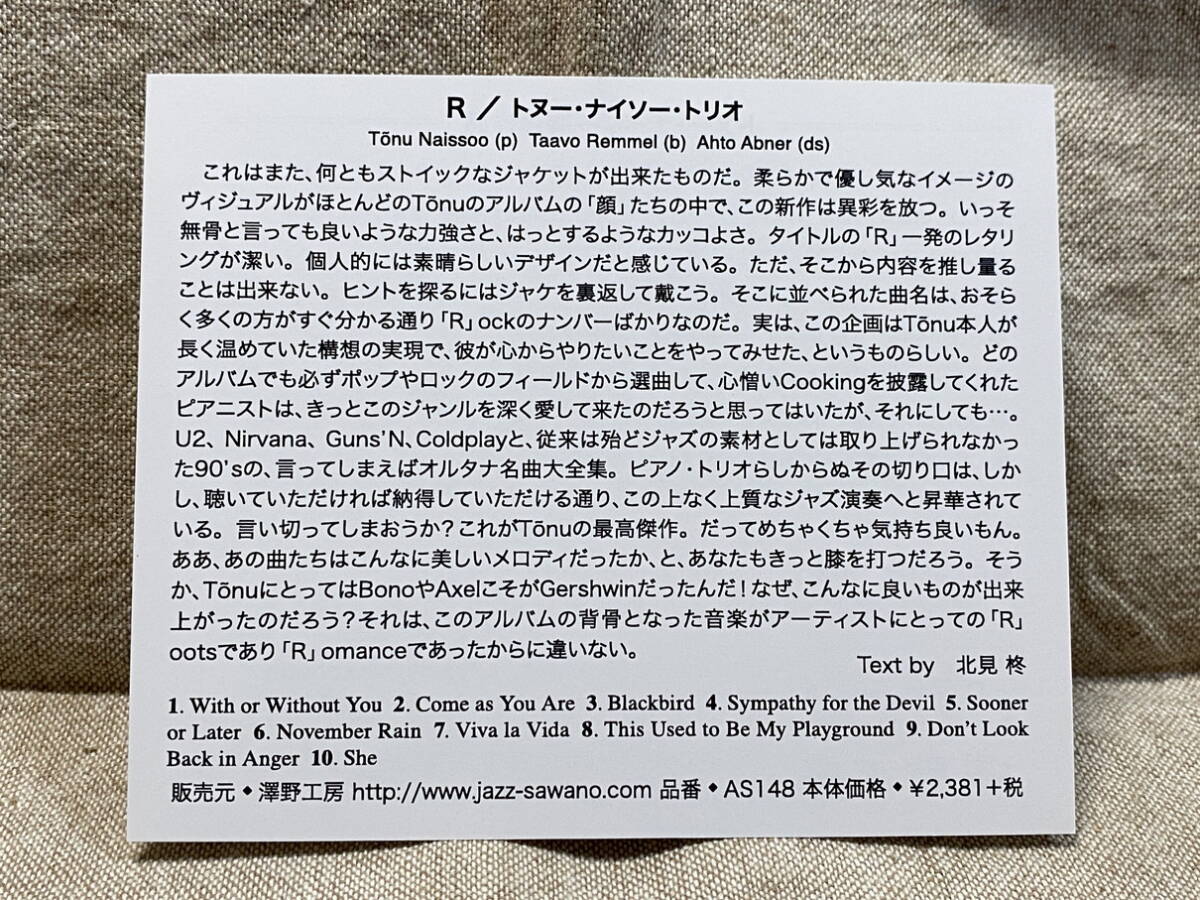 R ／ トヌー・ナイソー・トリオ
Tõnu Naissoo (p)  Taavo Remmel (b)  Ahto Abner (ds)
これはまた、何ともストイックなジャケットが出来たものだ。柔らかで優し気なイメージの
ヴィジュアルがほとんどのTõnuのアルバムの「顔」たちの中で、この新作は異彩を放つ。いっそ
無骨と言っても良いような力強さと、はっとするようなカッコよさ。タイトルの「R」一発のレタリ
ングが潔い。個人的には素晴らしいデザインだと感じている。ただ、そこから内容を推し量る
ことは出来ない。ヒントを探るにはジャケを裏返して戴こう。そこに並べられた曲名は、おそら
く多くの方がすぐ分かる通り「R」ockのナンバーばかりなのだ。実は、この企画はTõnu本人が
長く温めていた構想の実現で、彼が心からやりたいことをやってみせた、というものらしい。どの
アルバムでも必ずポップやロックのフィールドから選曲して、心憎いCookingを披露してくれた
ピアニストは、きっとこのジャンルを深く愛して来たのだろうと思ってはいたが、それにしても…。
U2、Nirvana、Guns'N、Coldplayと、従来は殆どジャズの素材としては取り上げられなかっ
た90'sの、言ってしまえばオルタナ名曲大全集。ピアノ・トリオらしからぬその切り口は、しか
し、聴いていただければ納得していただける通り、この上なく上質なジャズ演奏へと昇華されて
いる。言い切ってしまおうか？これがTõnuの最高傑作。だってめちゃくちゃ気持ち良いもん。
ああ、あの曲たちはこんなに美しいメロディだったか、と、あなたもきっと膝を打つだろう。そう
か、TõnuにとってはBonoやAxelこそがGershwinだったんだ！なぜ、こんなに良いものが出来
上がったのだろう？それは、このアルバムの背骨となった音楽がアーティストにとっての「R」
ootsであり「R」omanceであったからに違いない。
Text by　北見 柊
1. With or Without You 2. Come as You Are 3. Blackbird 4. Sympathy for the Devil 5. Sooner
or Later 6. November Rain 7. Viva la Vida 8. This Used to Be My Playground 9. Don't Look
Back in Anger 10. She
販売元◆澤野工房 http://www.jazz-sawano.com 品番◆AS148 本体価格◆¥2,381+税